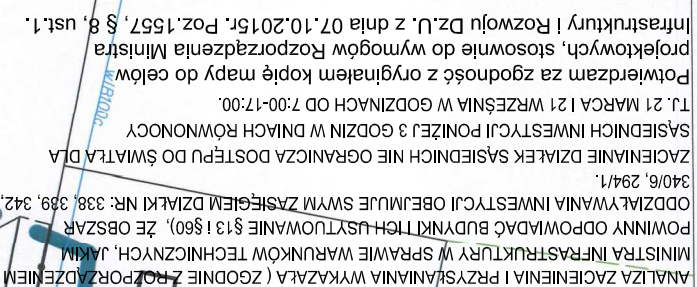 ANALIZA ZACIENIENIA I PRZYSŁANIANIA WYKAZAŁA ( ZGODNIE Z ROZPORZĄDZENIEM
MINISTRA INFRASTRUKTURY W SPRAWIE WARUNKÓW TECHNICZNYCH, JAKIM
POWINNY ODPOWIADAĆ BUDYNKI I ICH USYTUOWANIE §13 i §60), ŻE OBSZAR
ODDZIAŁYWANIA INWESTYCJI OBEJMUJE SWYM ZASIĘGIEM DZIAŁKI NR: 338, 339, 342,
340/6, 294/1.
ZACIENIANIE DZIAŁEK SĄSIEDNICH NIE OGRANICZA DOSTĘPU DO ŚWIATŁA DLA
SĄSIEDNICH INWESTYCJI PONIŻEJ 3 GODZIN W DNIACH RÓWNONOCY
TJ. 21 MARCA I 21 WRZEŚNIA W GODZINACH OD 7:00-17:00.
Potwierdzam za zgodność z oryginałem kopię mapy do celów
projektowych, stosownie do wymogów Rozporządzenia Ministra
Infrastruktury i Rozwoju Dz.U. z dnia 07.10.2015r. Poz.1557, § 8, ust.1.
w/B100c